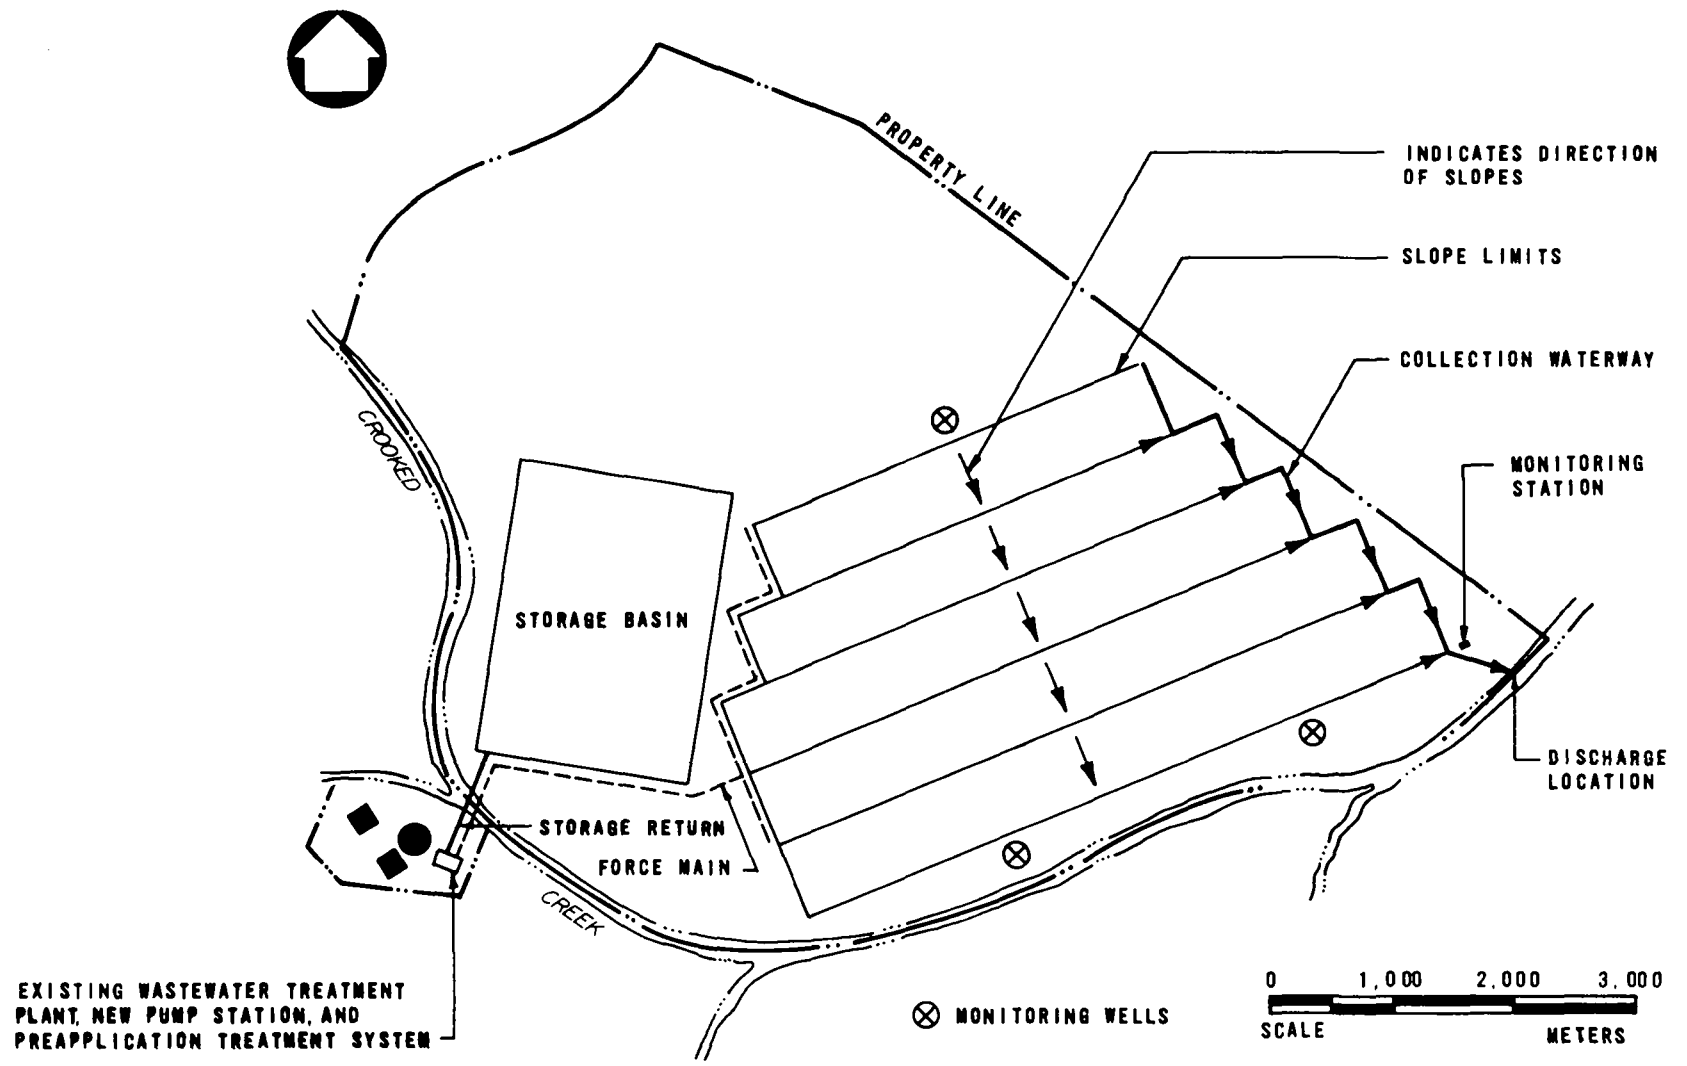 PROPERTY LINE
INDICATES DIRECTION
OF SLOPES
SLOPE LIMITS
COLLECTION WATERWAY
CROOKED
MONITORING
STATION
STORAGE BASIN
DISCHARGE
LOCATION
STORAGE RETURN
FORCE MAIN
CREEK
EXISTING WASTEWATER TREATMENT
PLANT, NEW PUMP STATION, AND
PREAPPLICATION TREATMENT SYSTEM
MONITORING WELLS
0 1,000 2,000 3,000
SCALE METERS